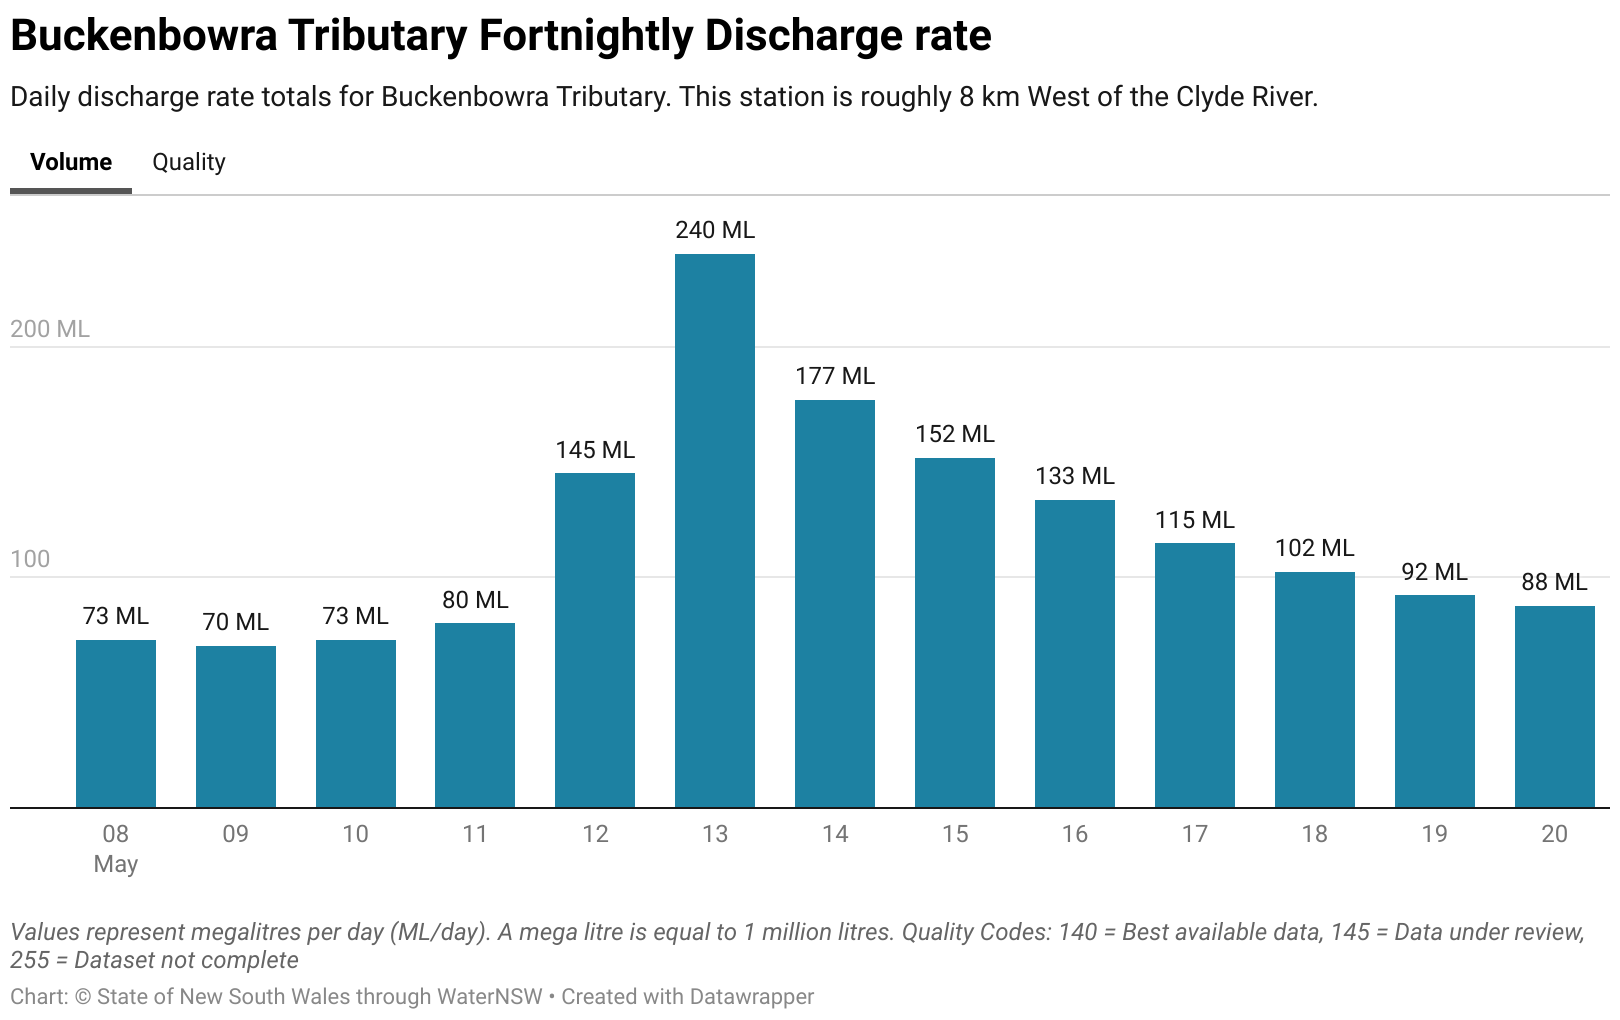 Buckenbowra Tributary Fortnightly Discharge rate
Daily discharge rate totals for Buckenbowra Tributary. This station is roughly 8 km West of the Clyde River.
Volume Quality
240 ML
200 ML
177 ML
152 ML
145 ML
133 ML
115 ML
102 ML
100
92 ML
88 ML
80 ML
73 ML
70 ML
73 ML
08 09 10 11 12 13 14 15 16 17 18 19 20
May
Values represent megalitres per day (ML/day). A mega litre is equal to 1 million litres. Quality Codes: 140 = Best available data, 145 = Data under review,
255 = Dataset not complete
Chart: © State of New South Wales through WaterNSW • Created with Datawrapper